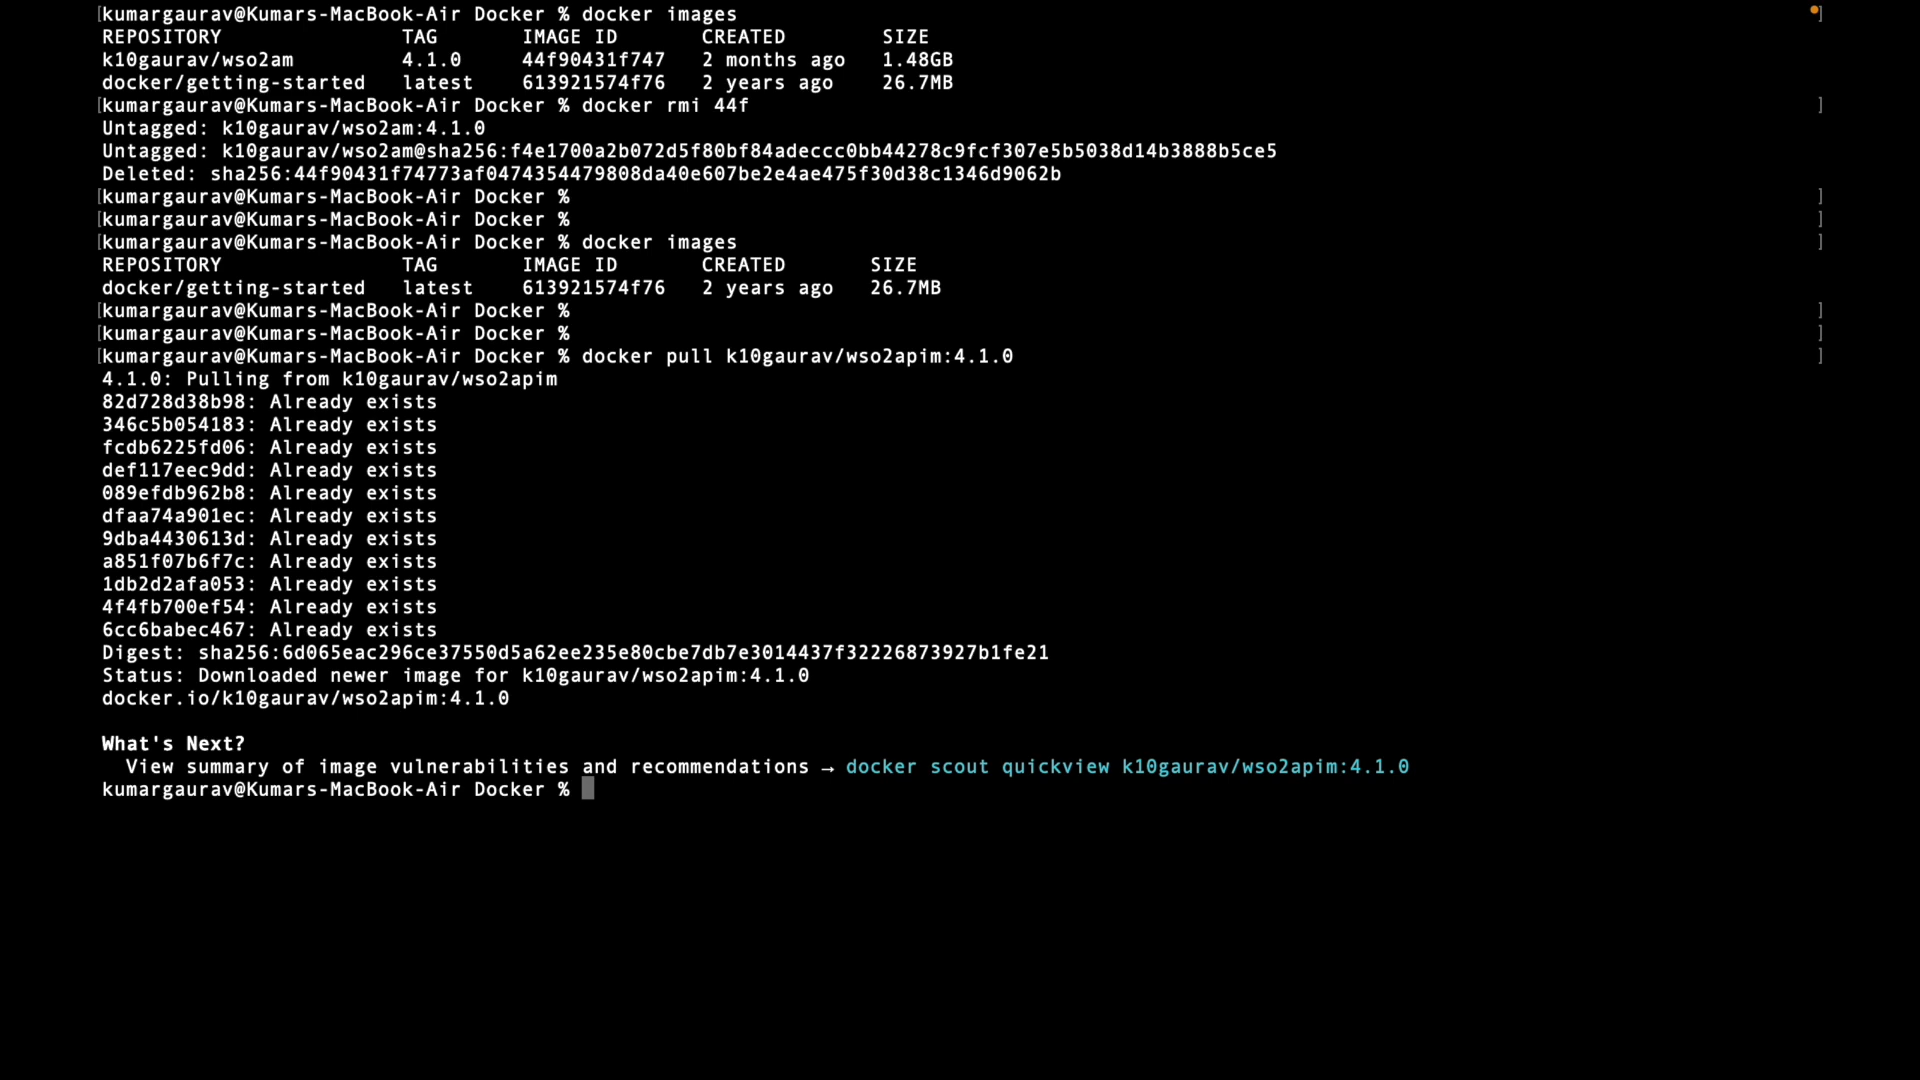 [kumargaurav@Kumars-MacBook-Air Docker % docker images ]
REPOSITORY TAG IMAGE ID CREATED SIZE
k10gaurav/wso2am 4.1.0 44f90431f747 2 months ago 1.48GB
docker/getting-started latest 613921574f76 2 years ago 26.7MB
[kumargaurav@Kumars-MacBook-Air Docker % docker rmi 44f ]
Untagged: k10gaurav/wso2am:4.1.0
Untagged: k10gaurav/wso2am@sha256:f4e1700a2b072d5f80bf84adeccc0bb44278c9fcf307e5b5038d14b3888b5ce5
Deleted: sha256:44f90431f74773af0474354479808da40e607be2e4ae475f30d38c1346d9062b
[kumargaurav@Kumars-MacBook-Air Docker % ]
[kumargaurav@Kumars-MacBook-Air Docker % ]
[kumargaurav@Kumars-MacBook-Air Docker % docker images ]
REPOSITORY TAG IMAGE ID CREATED SIZE
docker/getting-started latest 613921574f76 2 years ago 26.7MB
[kumargaurav@Kumars-MacBook-Air Docker % ]
[kumargaurav@Kumars-MacBook-Air Docker % ]
[kumargaurav@Kumars-MacBook-Air Docker % docker pull k10gaurav/wso2apim:4.1.0 ]
4.1.0: Pulling from k10gaurav/wso2apim
82d728d38b98: Already exists
346c5b054183: Already exists
fcdb6225fd06: Already exists
def117eec9dd: Already exists
089efdb962b8: Already exists
dfaa74a901ec: Already exists
9dba4430613d: Already exists
a851f07b6f7c: Already exists
1db2d2afa053: Already exists
4f4fb700ef54: Already exists
6cc6babec467: Already exists
Digest: sha256:6d065eac296ce37550d5a62ee235e80cbe7db7e3014437f32226873927b1fe21
Status: Downloaded newer image for k10gaurav/wso2apim:4.1.0
docker.io/k10gaurav/wso2apim:4.1.0
What's Next?
View summary of image vulnerabilities and recommendations → docker scout quickview k10gaurav/wso2apim:4.1.0
kumargaurav@Kumars-MacBook-Air Docker %